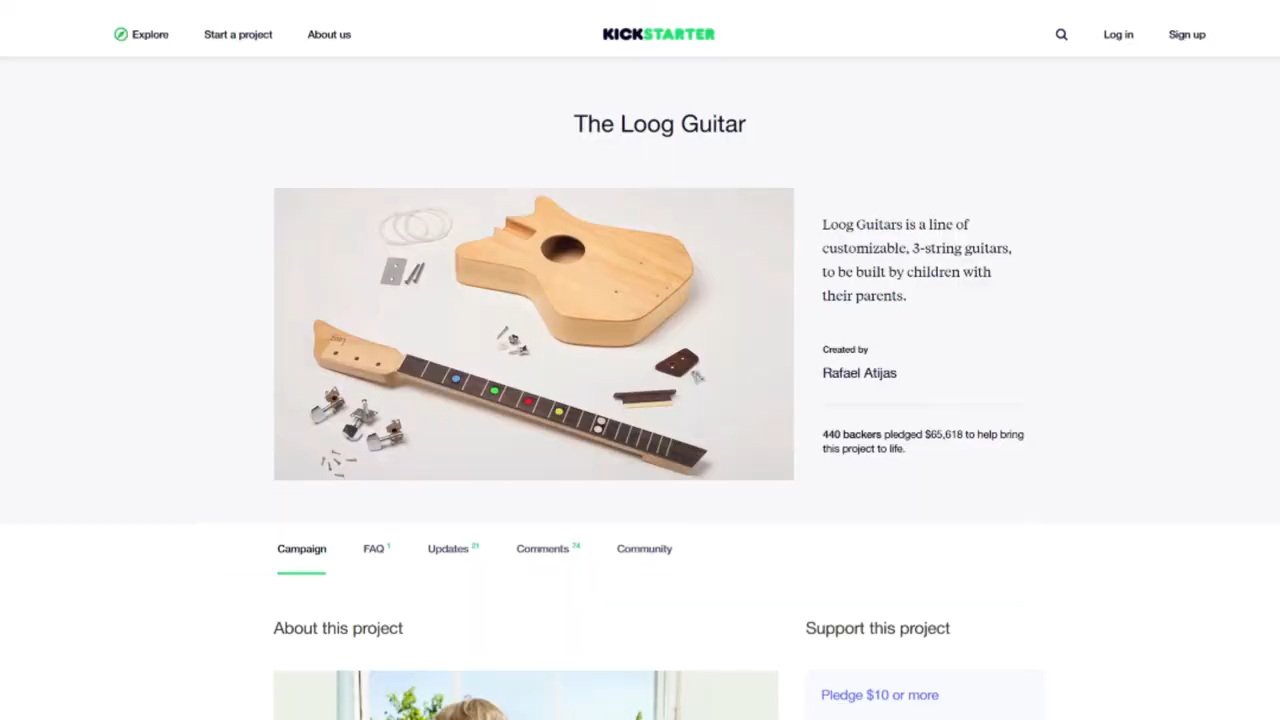 Explore Start a project About us KICKSTARTER Log in Sign up
The Loog Guitar
Loog Guitars is a line of
customizable, 3-string guitars,
to be built by children with
their parents.
Created by
Rafael Atijas
440 backers pledged $65,618 to help bring
this project to life.
Campaign FAQ 1 Updates 21 Comments 74 Community
About this project Support this project
Pledge $10 or more